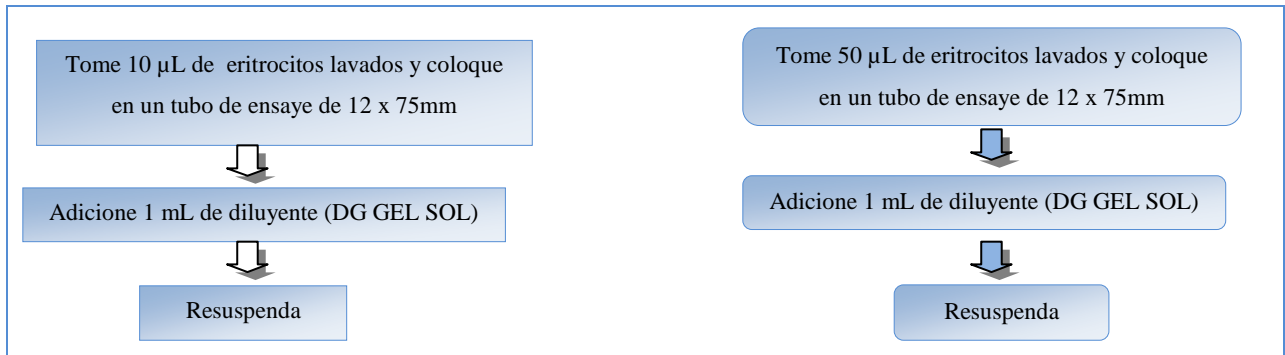 Tome 10 µL de eritrocitos lavados y coloque
en un tubo de ensaye de 12 x 75mm
Adicione 1 mL de diluyente (DG GEL SOL)
Resuspenda
Tome 50 µL de eritrocitos lavados y coloque
en un tubo de ensaye de 12 x 75mm
Adicione 1 mL de diluyente (DG GEL SOL)
Resuspenda